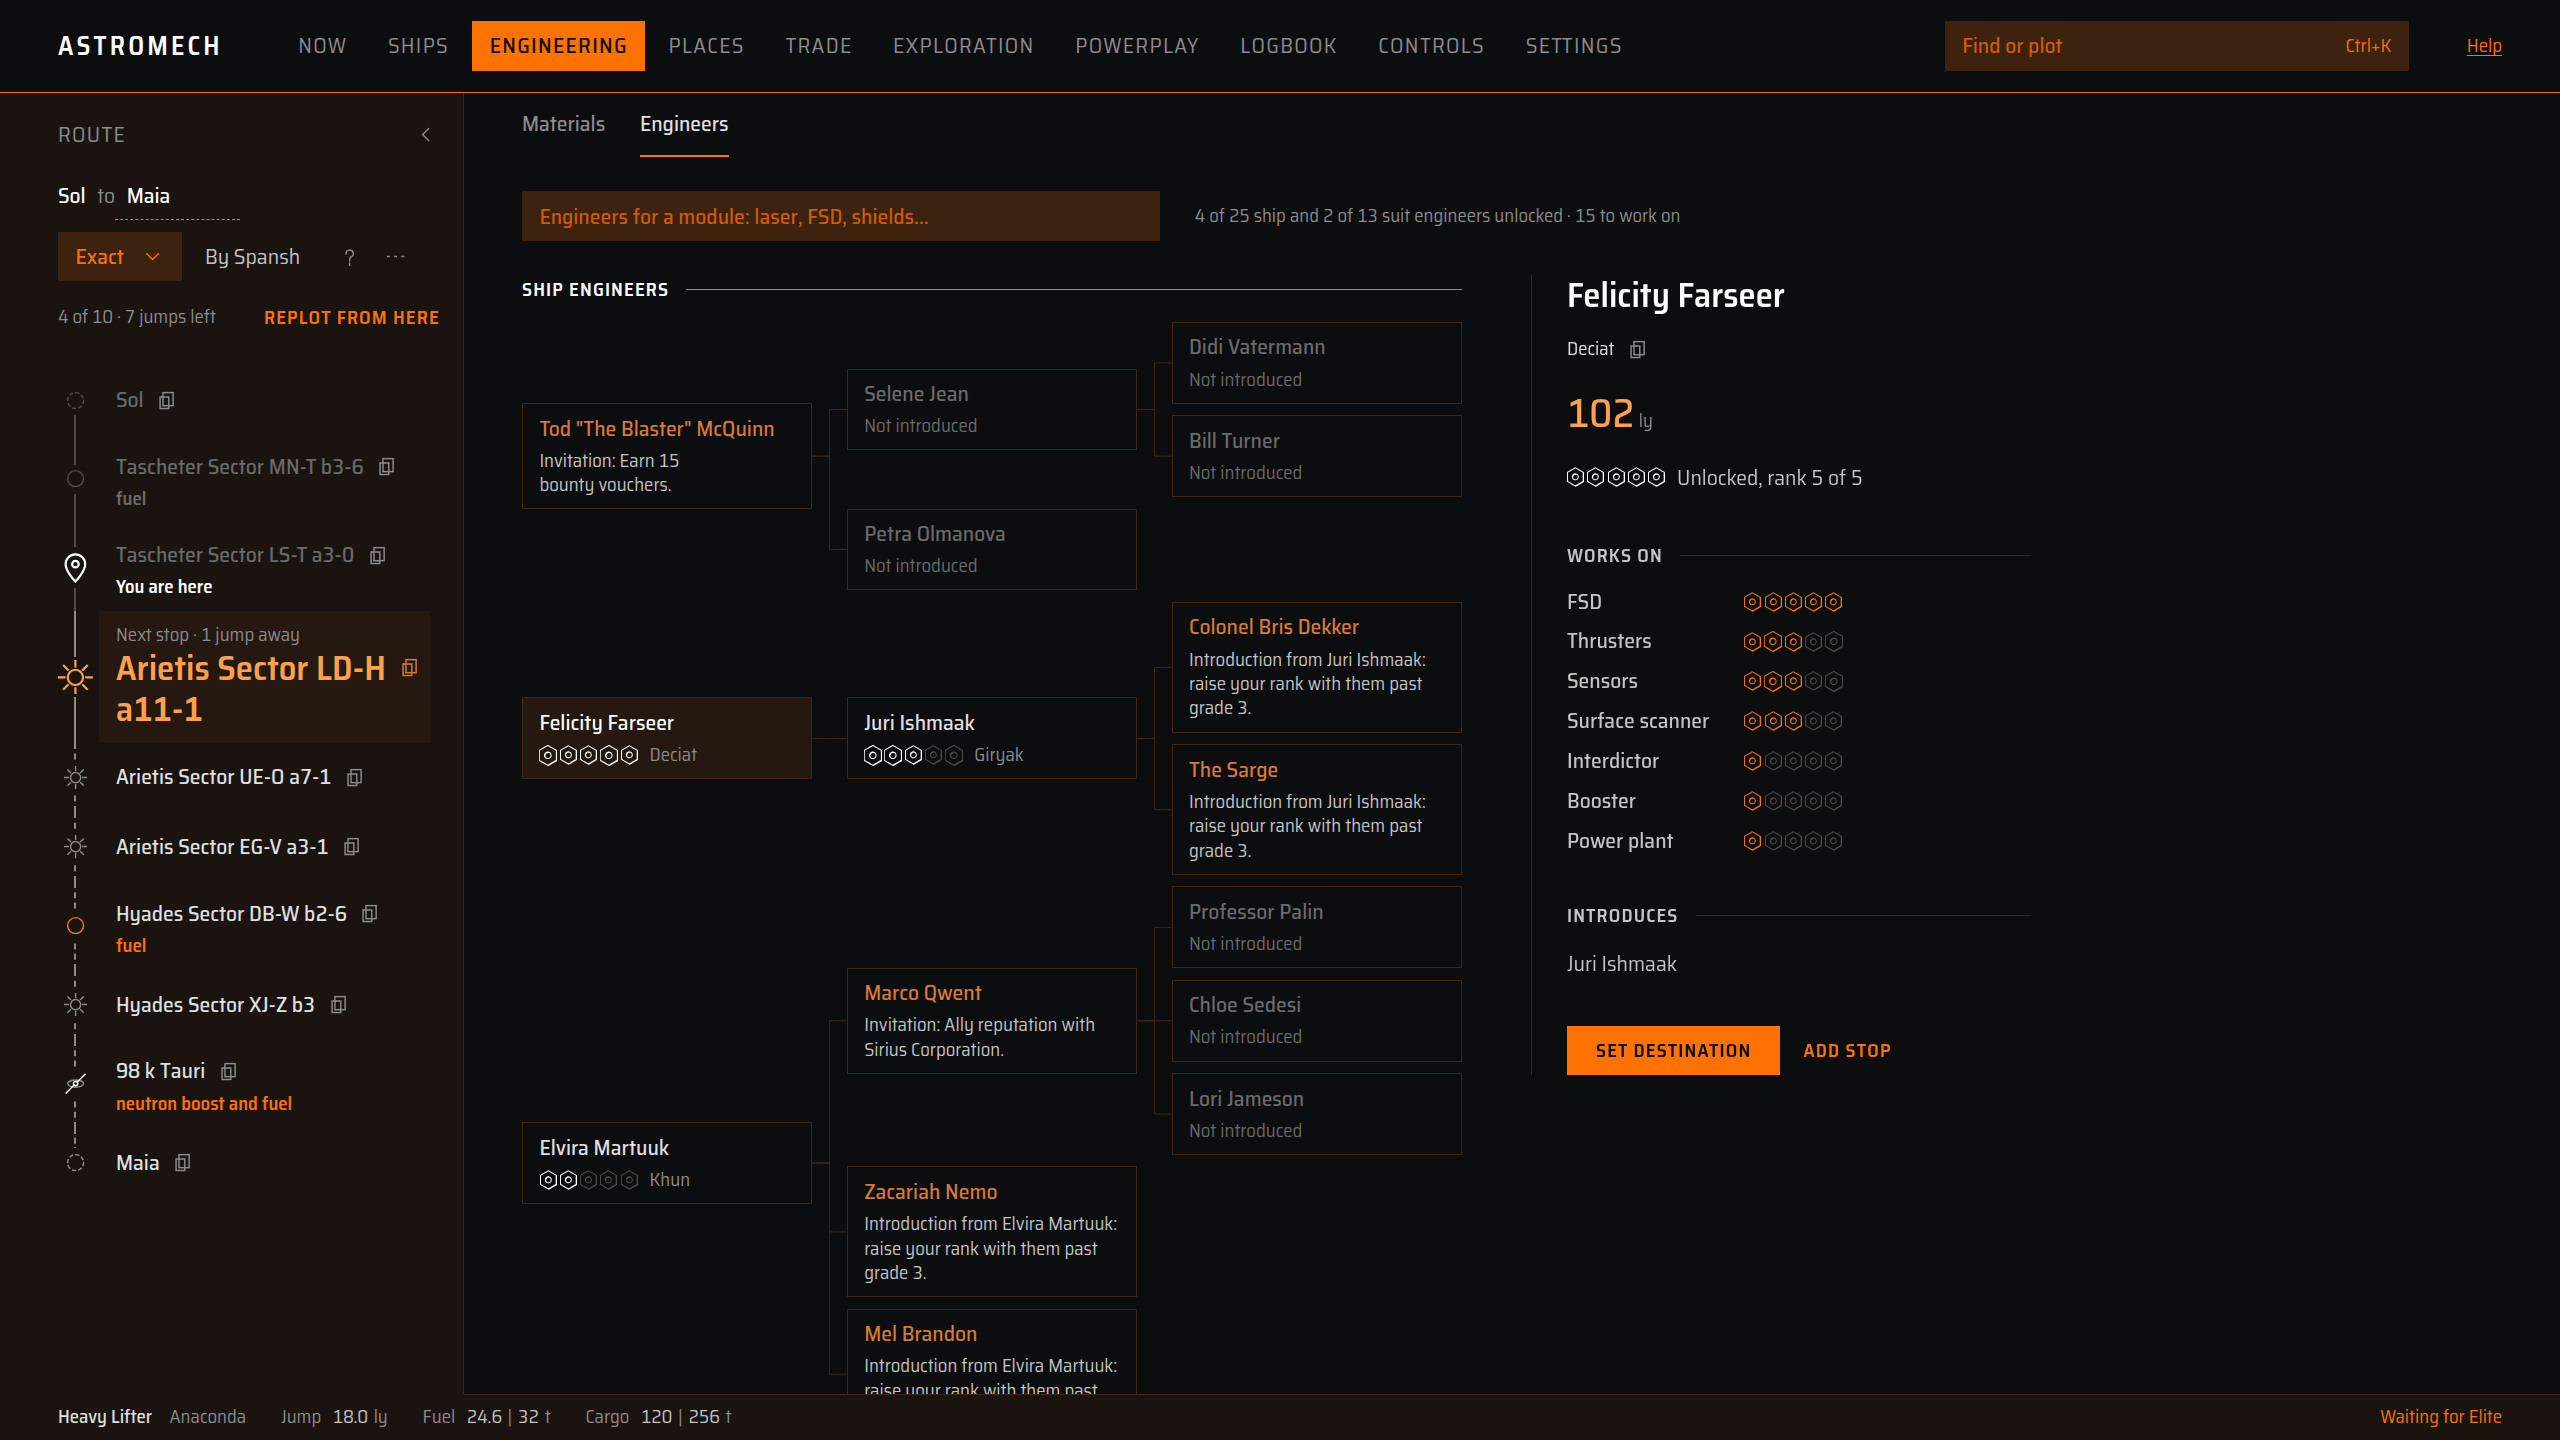 ASTROMECH
NOW
SHIPS
ENGINEERING
PLACES
TRADE
EXPLORATION
POWERPLAY
LOGBOOK
CONTROLS
SETTINGS
Find or plot
Ctrl+K
Help
ROUTE
Sol to Maia
Exact
By Spansh
?
...
4 of 10 · 7 jumps left
REPLOT FROM HERE
Sol
Tascheter Sector MN-T b3-6
fuel
Tascheter Sector LS-T a3-0
You are here
Next stop · 1 jump away
Arietis Sector LD-H
a11-1
Arietis Sector UE-O a7-1
Arietis Sector EG-V a3-1
Hyades Sector DB-W b2-6
fuel
Hyades Sector XJ-Z b3
98 k Tauri
neutron boost and fuel
Maia
Materials
Engineers
Engineers for a module: laser, FSD, shields...
4 of 25 ship and 2 of 13 suit engineers unlocked · 15 to work on
SHIP ENGINEERS
Tod "The Blaster" McQuinn
Invitation: Earn 15
bounty vouchers.
Selene Jean
Not introduced
Didi Vatermann
Not introduced
Bill Turner
Not introduced
Petra Olmanova
Not introduced
Felicity Farseer
Deciat
Juri Ishmaak
Giryak
Colonel Bris Dekker
Introduction from Juri Ishmaak:
raise your rank with them past
grade 3.
The Sarge
Introduction from Juri Ishmaak:
raise your rank with them past
grade 3.
Elvira Martuuk
Khun
Marco Qwent
Invitation: Ally reputation with
Sirius Corporation.
Professor Palin
Not introduced
Chloe Sedesi
Not introduced
Lori Jameson
Not introduced
Zacariah Nemo
Introduction from Elvira Martuuk:
raise your rank with them past
grade 3.
Mel Brandon
Introduction from Elvira Martuuk:
raise your rank with them past
Felicity Farseer
Deciat
102 ly
Unlocked, rank 5 of 5
WORKS ON
FSD
Thrusters
Sensors
Surface scanner
Interdictor
Booster
Power plant
INTRODUCES
Juri Ishmaak
SET DESTINATION
ADD STOP
Heavy Lifter Anaconda Jump 18.0 ly Fuel 24.6 | 32 t Cargo 120 | 256 t
Waiting for Elite